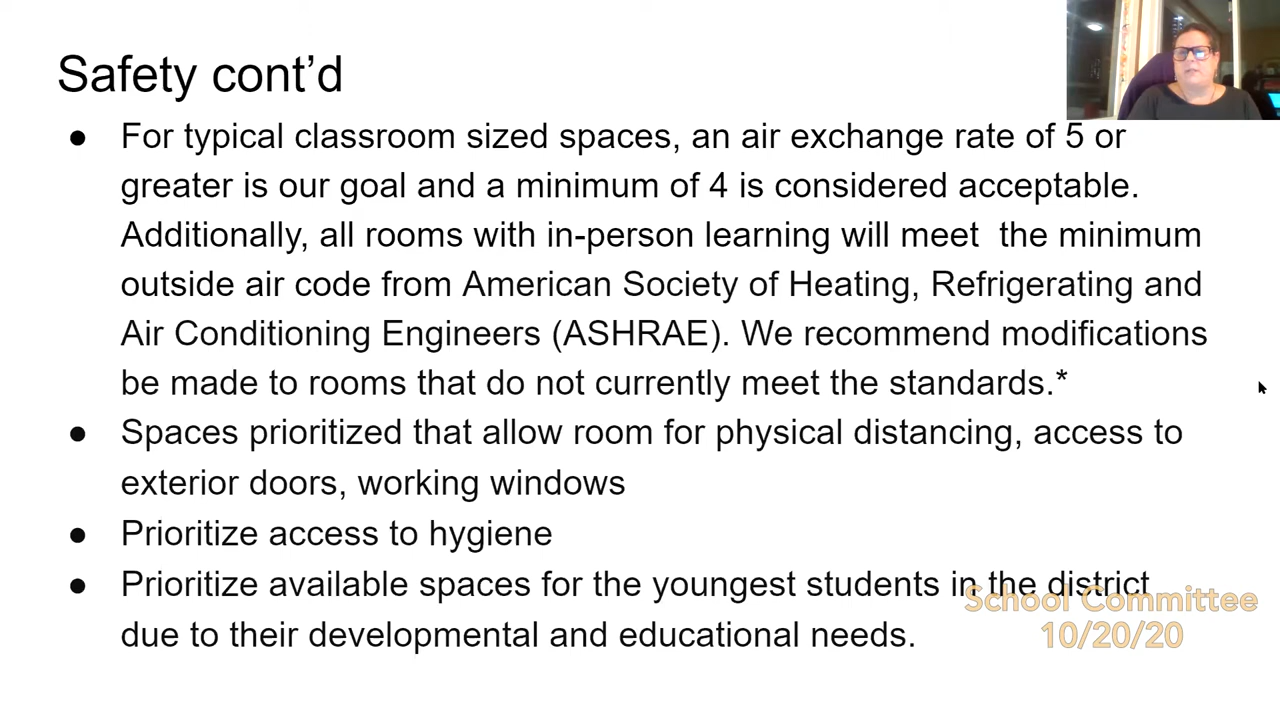 Safety cont’d
● For typical classroom sized spaces, an air exchange rate of 5 or
greater is our goal and a minimum of 4 is considered acceptable.
Additionally, all rooms with in-person learning will meet  the minimum
outside air code from American Society of Heating, Refrigerating and
Air Conditioning Engineers (ASHRAE). We recommend modifications
be made to rooms that do not currently meet the standards.*
● Spaces prioritized that allow room for physical distancing, access to
exterior doors, working windows
● Prioritize access to hygiene
● Prioritize available spaces for the youngest students in the district
due to their developmental and educational needs.
School Committee
10/20/20